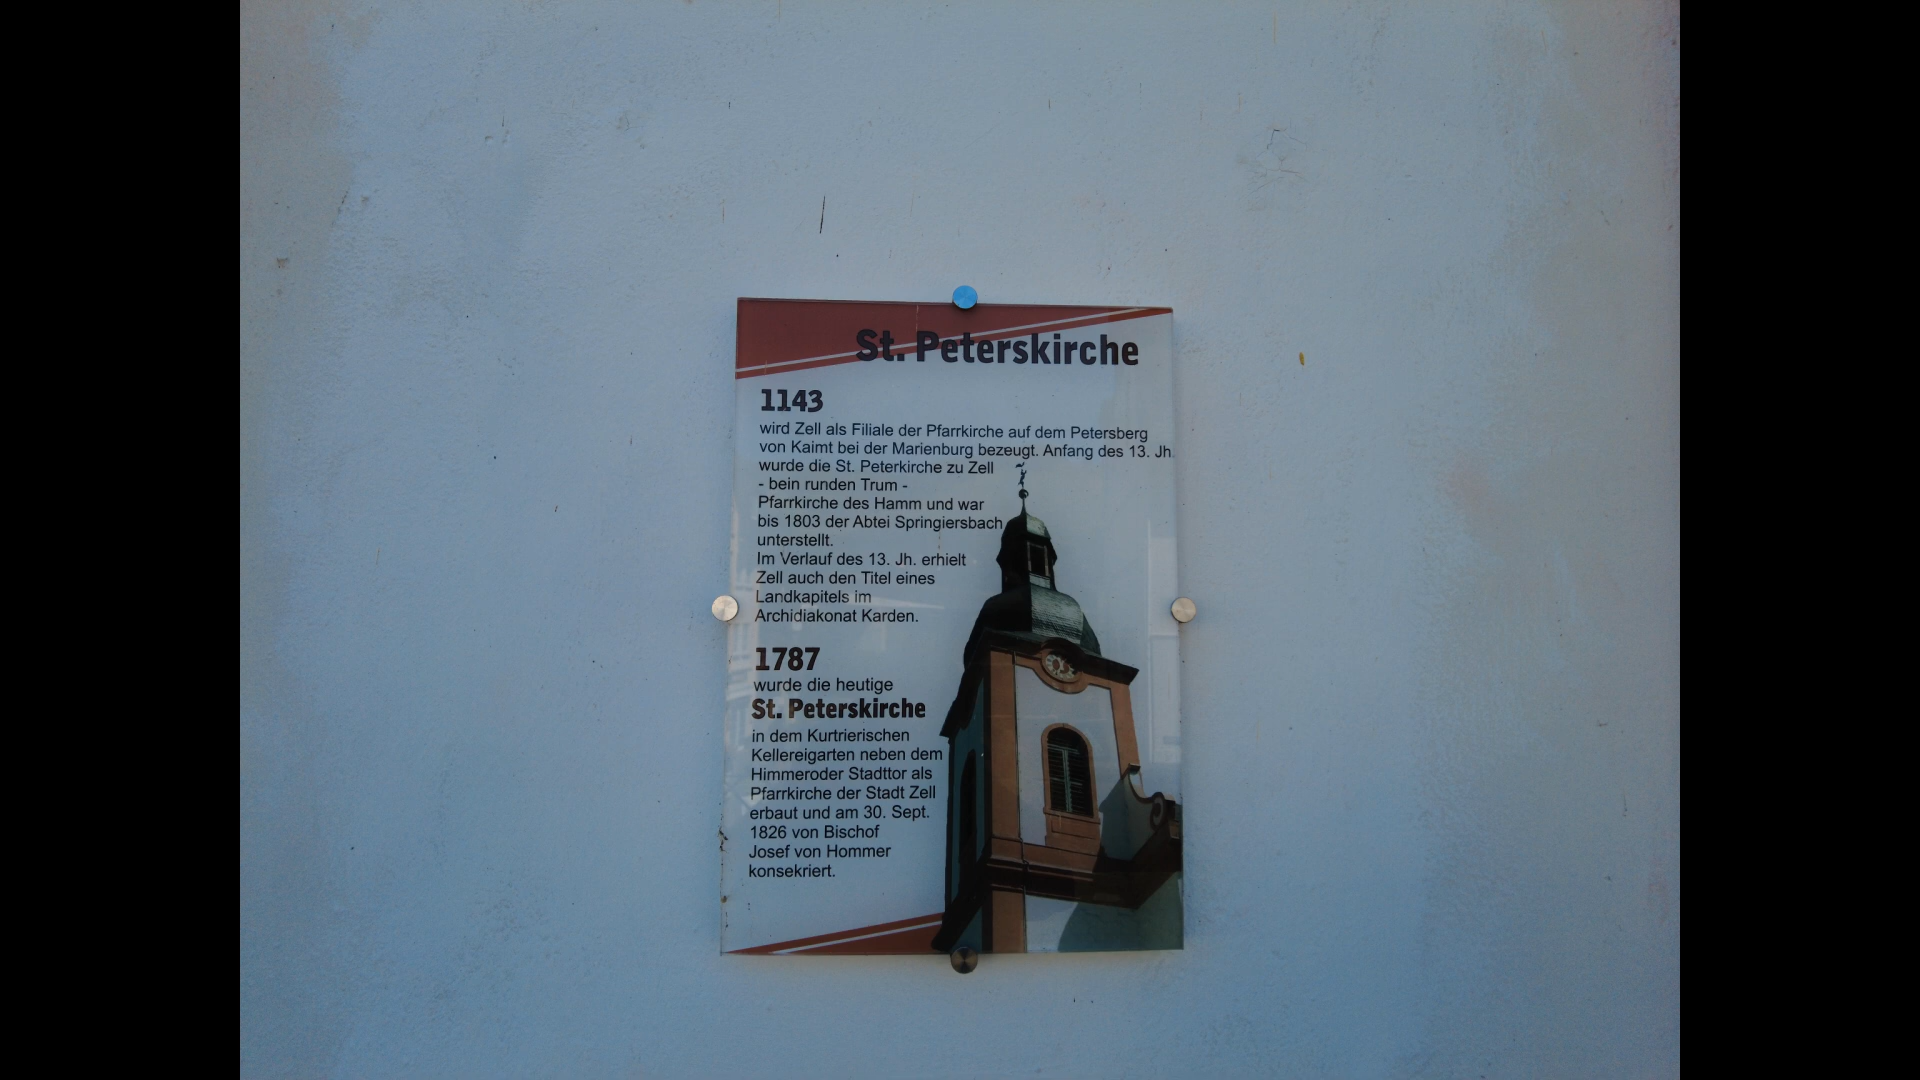 St. Peterskirche
1143
wird Zell als Filiale der Pfarrkirche auf dem Petersberg
von Kaimt bei der Marienburg bezeugt. Anfang des 13. Jh.
wurde die St. Peterkirche zu Zell
- bein runden Trum -
Pfarrkirche des Hamm und war
bis 1803 der Abtei Springiersbach
unterstellt.
Im Verlauf des 13. Jh. erhielt
Zell auch den Titel eines
Landkapitels im
Archidiakonat Karden.
1787
wurde die heutige
St. Peterskirche
in dem Kurtrierischen
Kellereigarten neben dem
Himmeroder Stadttor als
Pfarrkirche der Stadt Zell
erbaut und am 30. Sept.
1826 von Bischof
Josef von Hommer
konsekriert.